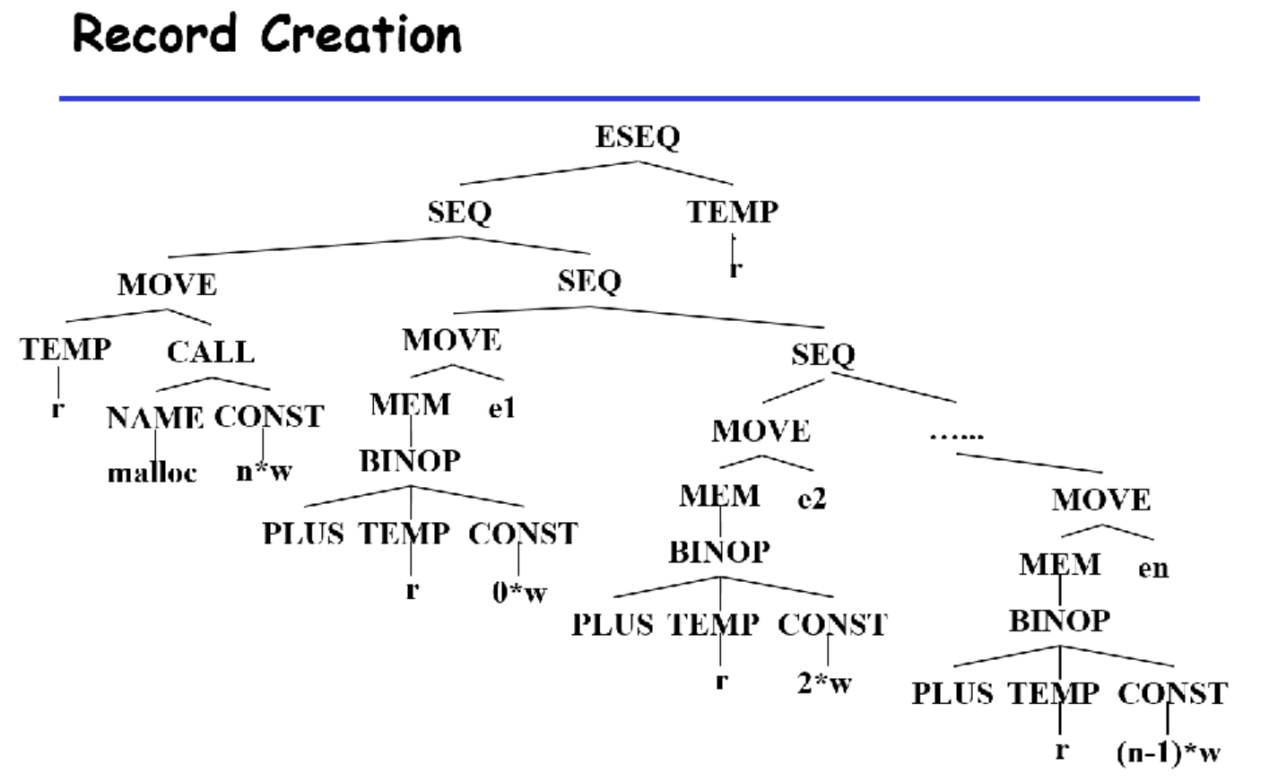 Record Creation
ESEQ
SEQ TEMP
r
MOVE SEQ
TEMP CALL MOVE SEQ
r NAME CONST MEM e1
malloc n*w BINOP MOVE ......
PLUS TEMP CONST MEM e2 MOVE
r 0*w BINOP MEM en
PLUS TEMP CONST BINOP
r 2*w PLUS TEMP CONST
r (n-1)*w